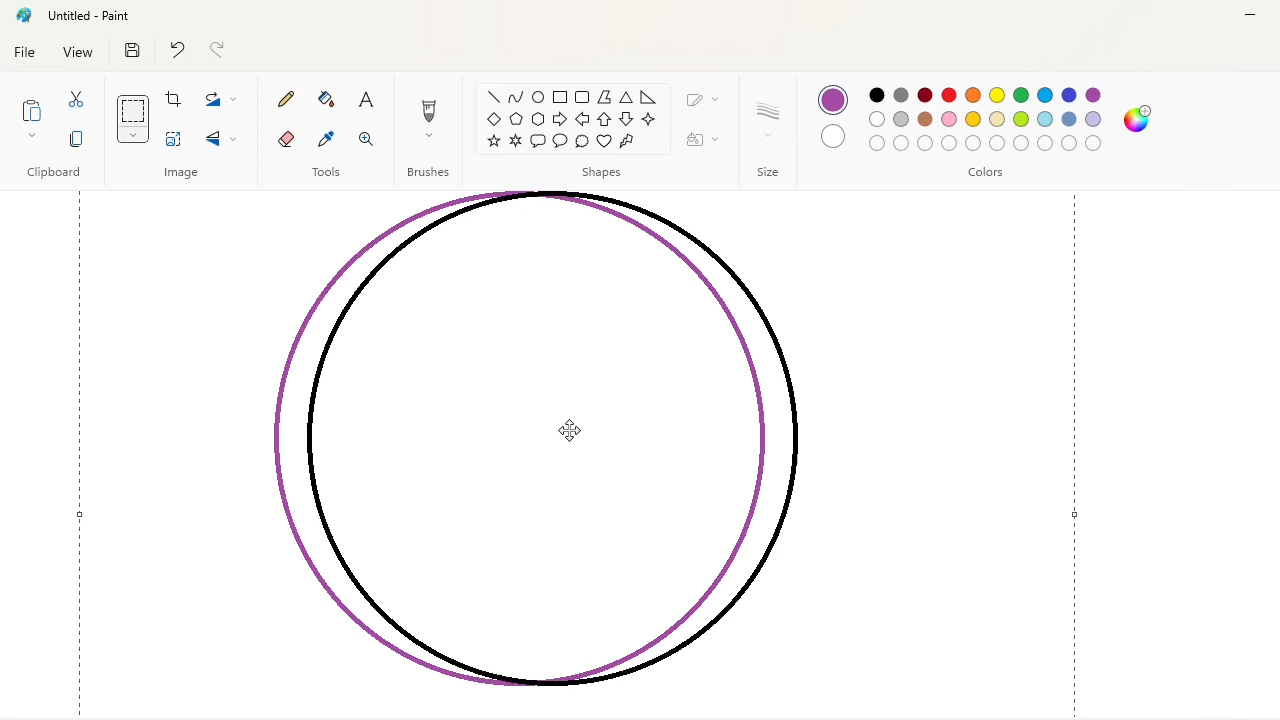 Untitled - Paint
File View
Clipboard Image Tools Brushes Shapes Size Colors